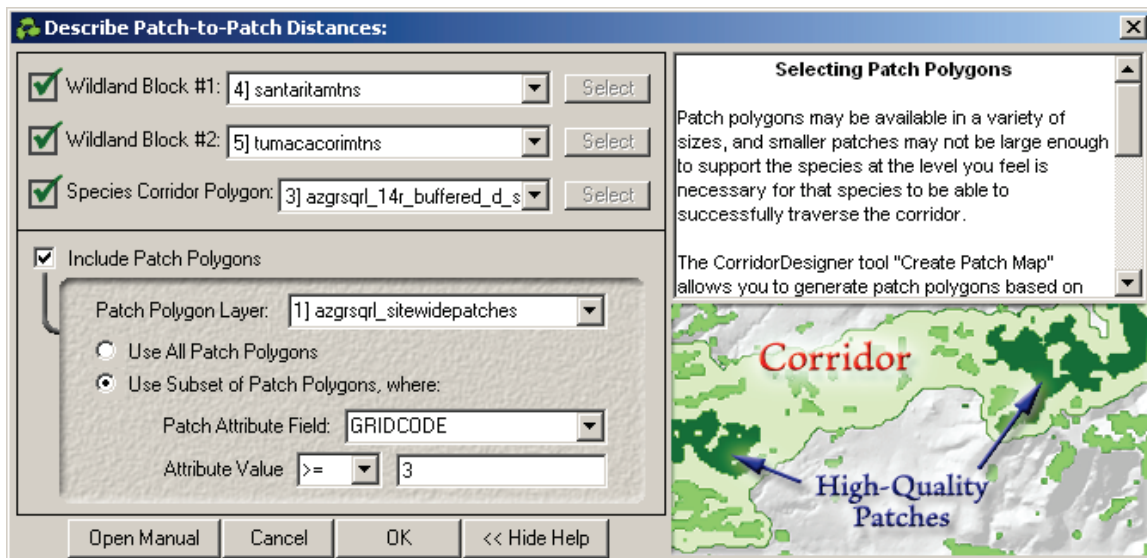 Describe Patch-to-Patch Distances:
Wildland Block #1: 4] santaritamtns Select
Wildland Block #2: 5] tumacacorimtns Select
Species Corridor Polygon: 3] azgrsqrl_14r_buffered_d_s Select
Include Patch Polygons
Patch Polygon Layer: 1] azgrsqrl_sitewidepatches
Use All Patch Polygons
Use Subset of Patch Polygons, where:
Patch Attribute Field: GRIDCODE
Attribute Value >= 3
Open Manual Cancel OK << Hide Help
Selecting Patch Polygons
Patch polygons may be available in a variety of
sizes, and smaller patches may not be large enough
to support the species at the level you feel is
necessary for that species to be able to
successfully traverse the corridor.
The CorridorDesigner tool "Create Patch Map"
allows you to generate patch polygons based on
Corridor
High-Quality
Patches